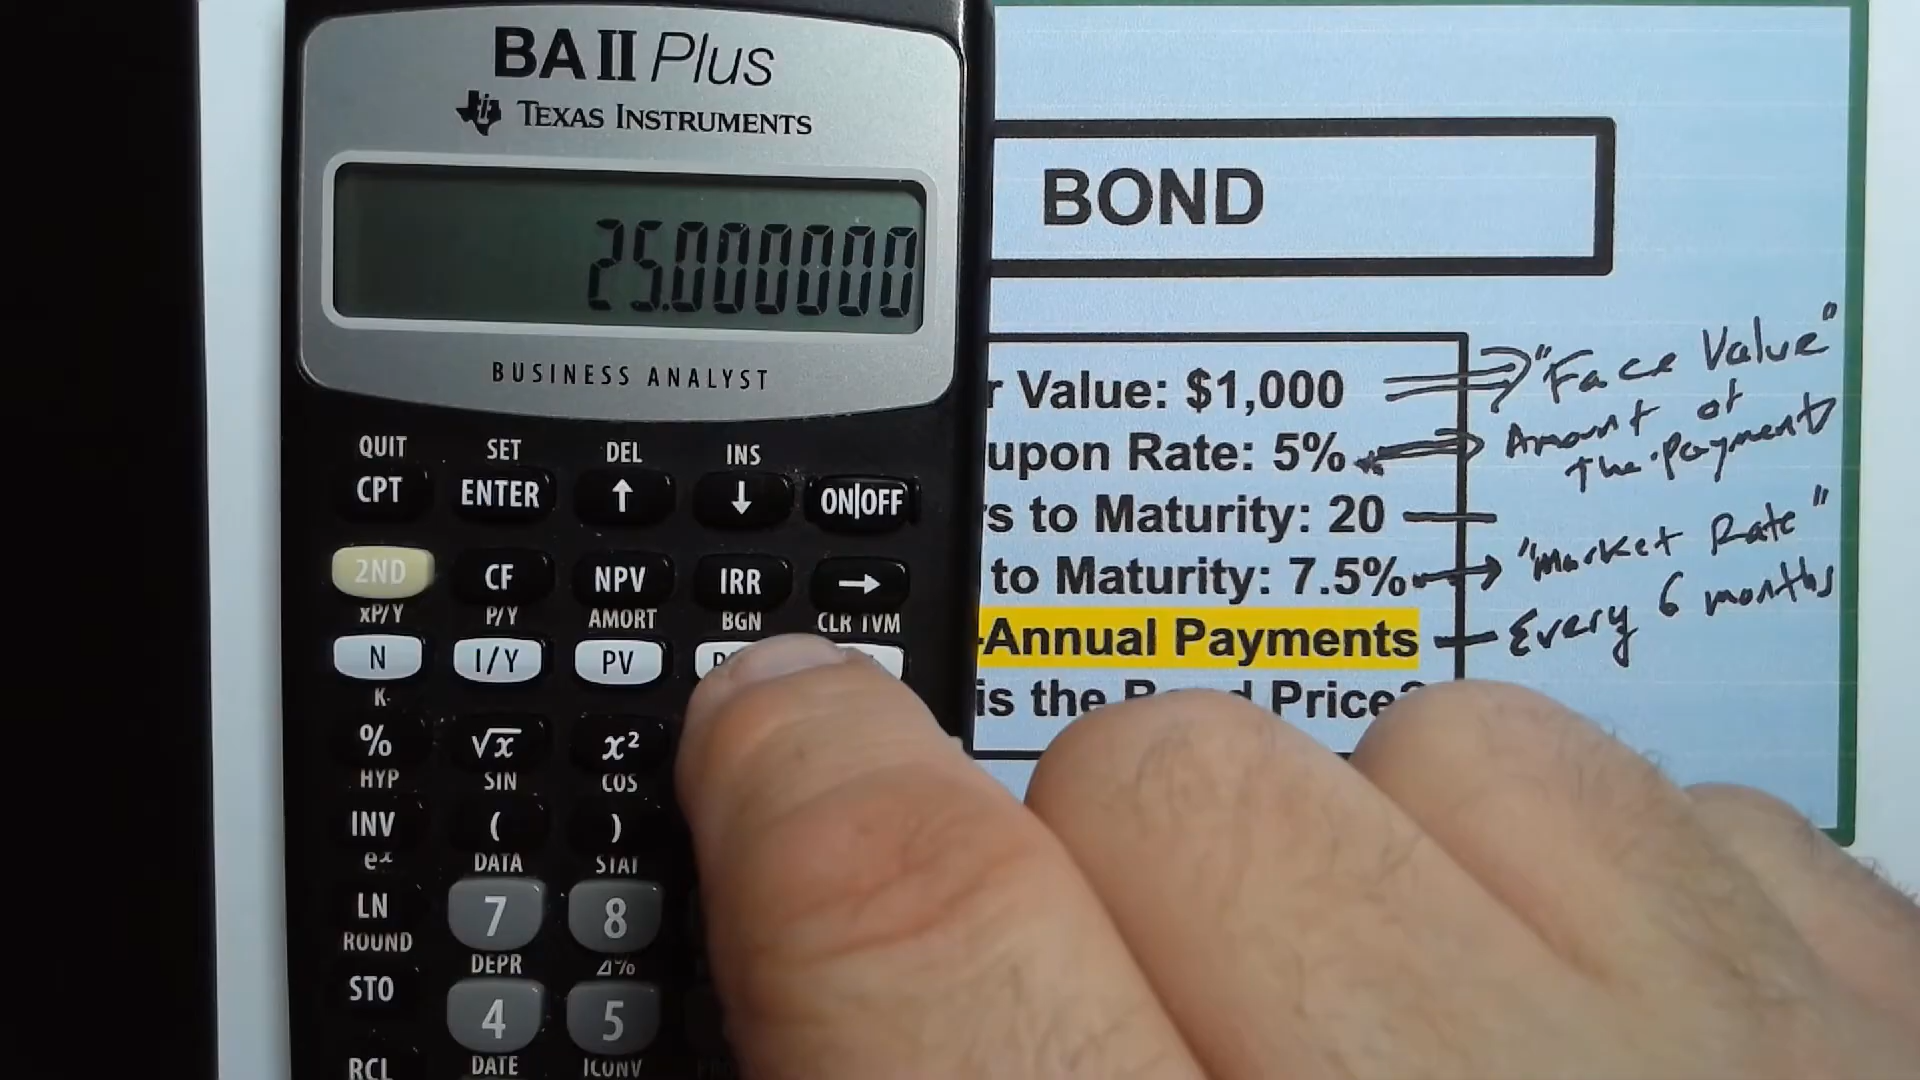 BA II Plus
TEXAS INSTRUMENTS
25.000000
BUSINESS ANALYST
QUIT SET DEL INS
CPT ENTER ↑ ↓ ON|OFF
2ND CF NPV IRR →
xP/Y P/Y AMORT BGN CLR TVM
N I/Y PV
K
% √x x²
HYP SIN COS
INV ( )
eˣ DATA STAT
LN 7 8
ROUND DEPR Δ%
STO 4 5
RCL DATE ICONV
BOND
r Value: $1,000
"Face Value"
upon Rate: 5%
Amount of
the payment
s to Maturity: 20
to Maturity: 7.5%
"Market Rate"
-Annual Payments
Every 6 months
is the Bond Price?